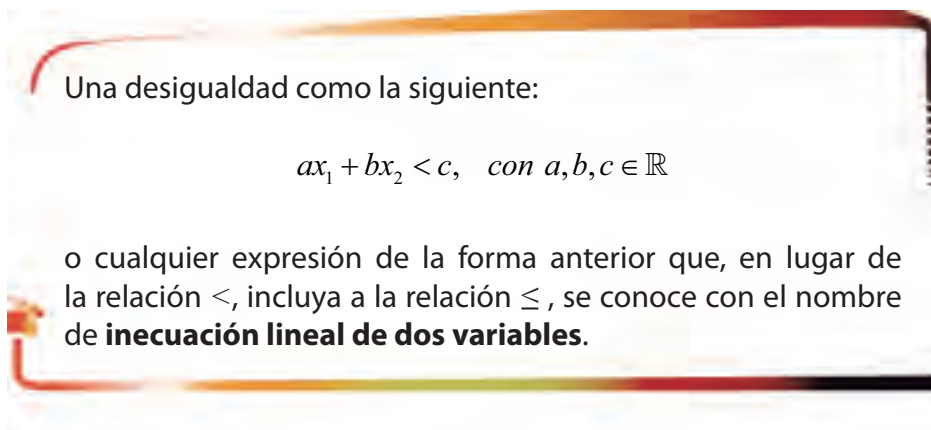 Una desigualdad como la siguiente:
ax₁ + bx₂ < c, con a, b, c ∈ ℝ
o cualquier expresión de la forma anterior que, en lugar de
la relación <, incluya a la relación ≤ , se conoce con el nombre
de inecuación lineal de dos variables.